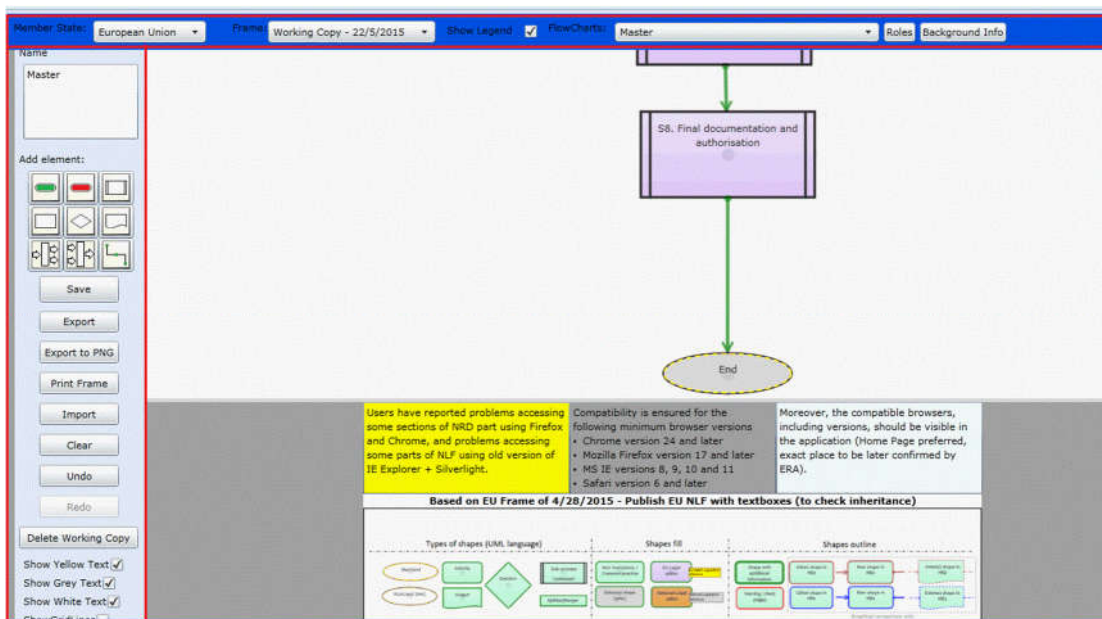 Member State: European Union Frame: Working Copy - 22/5/2015 Show Legend FlowCharts: Master Roles Background Info
Name
Master
Add element:
Save
Export
Export to PNG
Print Frame
Import
Clear
Undo
Redo
Delete Working Copy
Show Yellow Text
Show Grey Text
Show White Text
ShowGridLines
S8. Final documentation and
authorisation
End
Users have reported problems accessing
some sections of NRD part using Firefox
and Chrome, and problems accessing
some parts of NLF using old version of
IE Explorer + Silverlight.
Compatibility is ensured for the
following minimum browser versions
• Chrome version 24 and later
• Mozilla Firefox version 17 and later
• MS IE versions 8, 9, 10 and 11
• Safari version 6 and later
Moreover, the compatible browsers,
including versions, should be visible in
the application (Home Page preferred,
exact place to be later confirmed by
ERA).
Based on EU Frame of 4/28/2015 - Publish EU NLF with textboxes (to check inheritance)
Types of shapes (UML language)
Shapes fill
Shapes outline